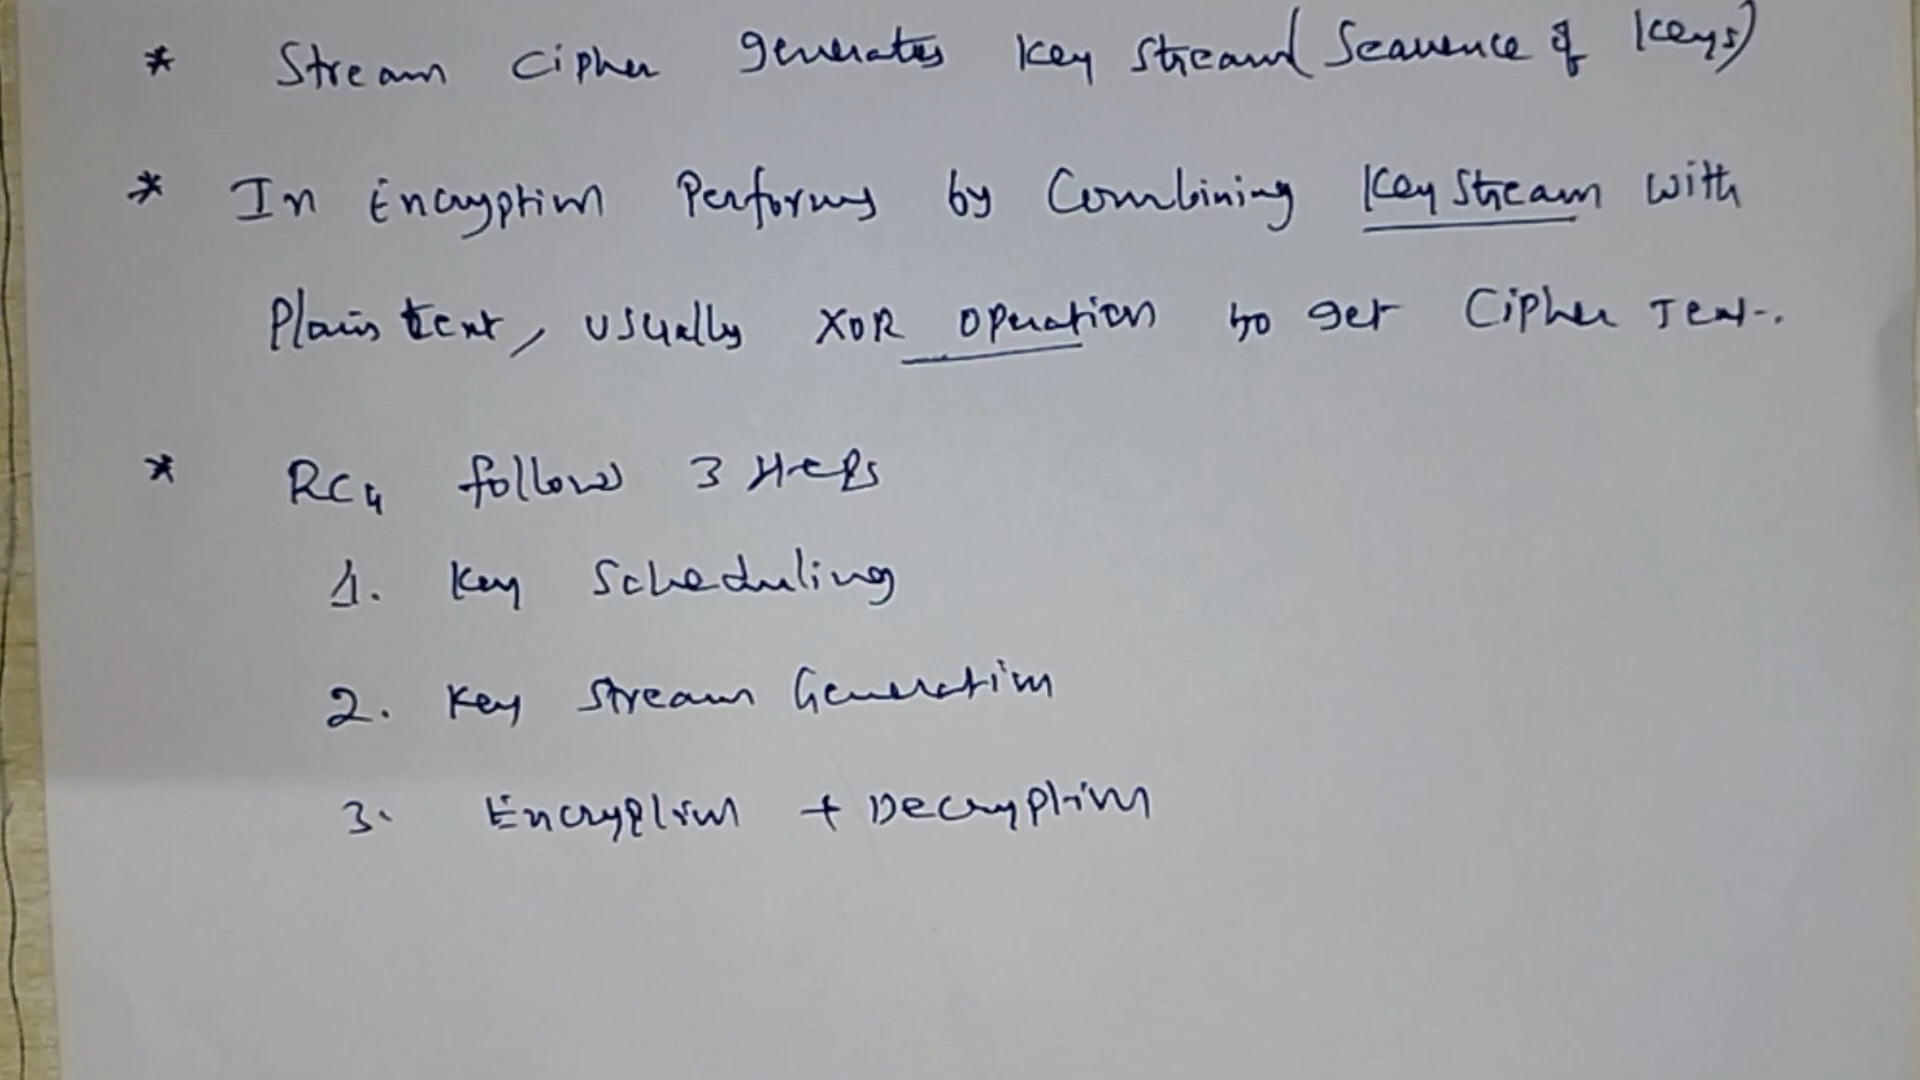 * Stream cipher generates key stream (Sequence of keys)
* In Encryption Performs by Combining Key Stream with
Plain text, usually XOR operation to get Cipher Text.
* RC4 follows 3 steps
1. Key Scheduling
2. Key Stream Generation
3. Encryption + Decryption